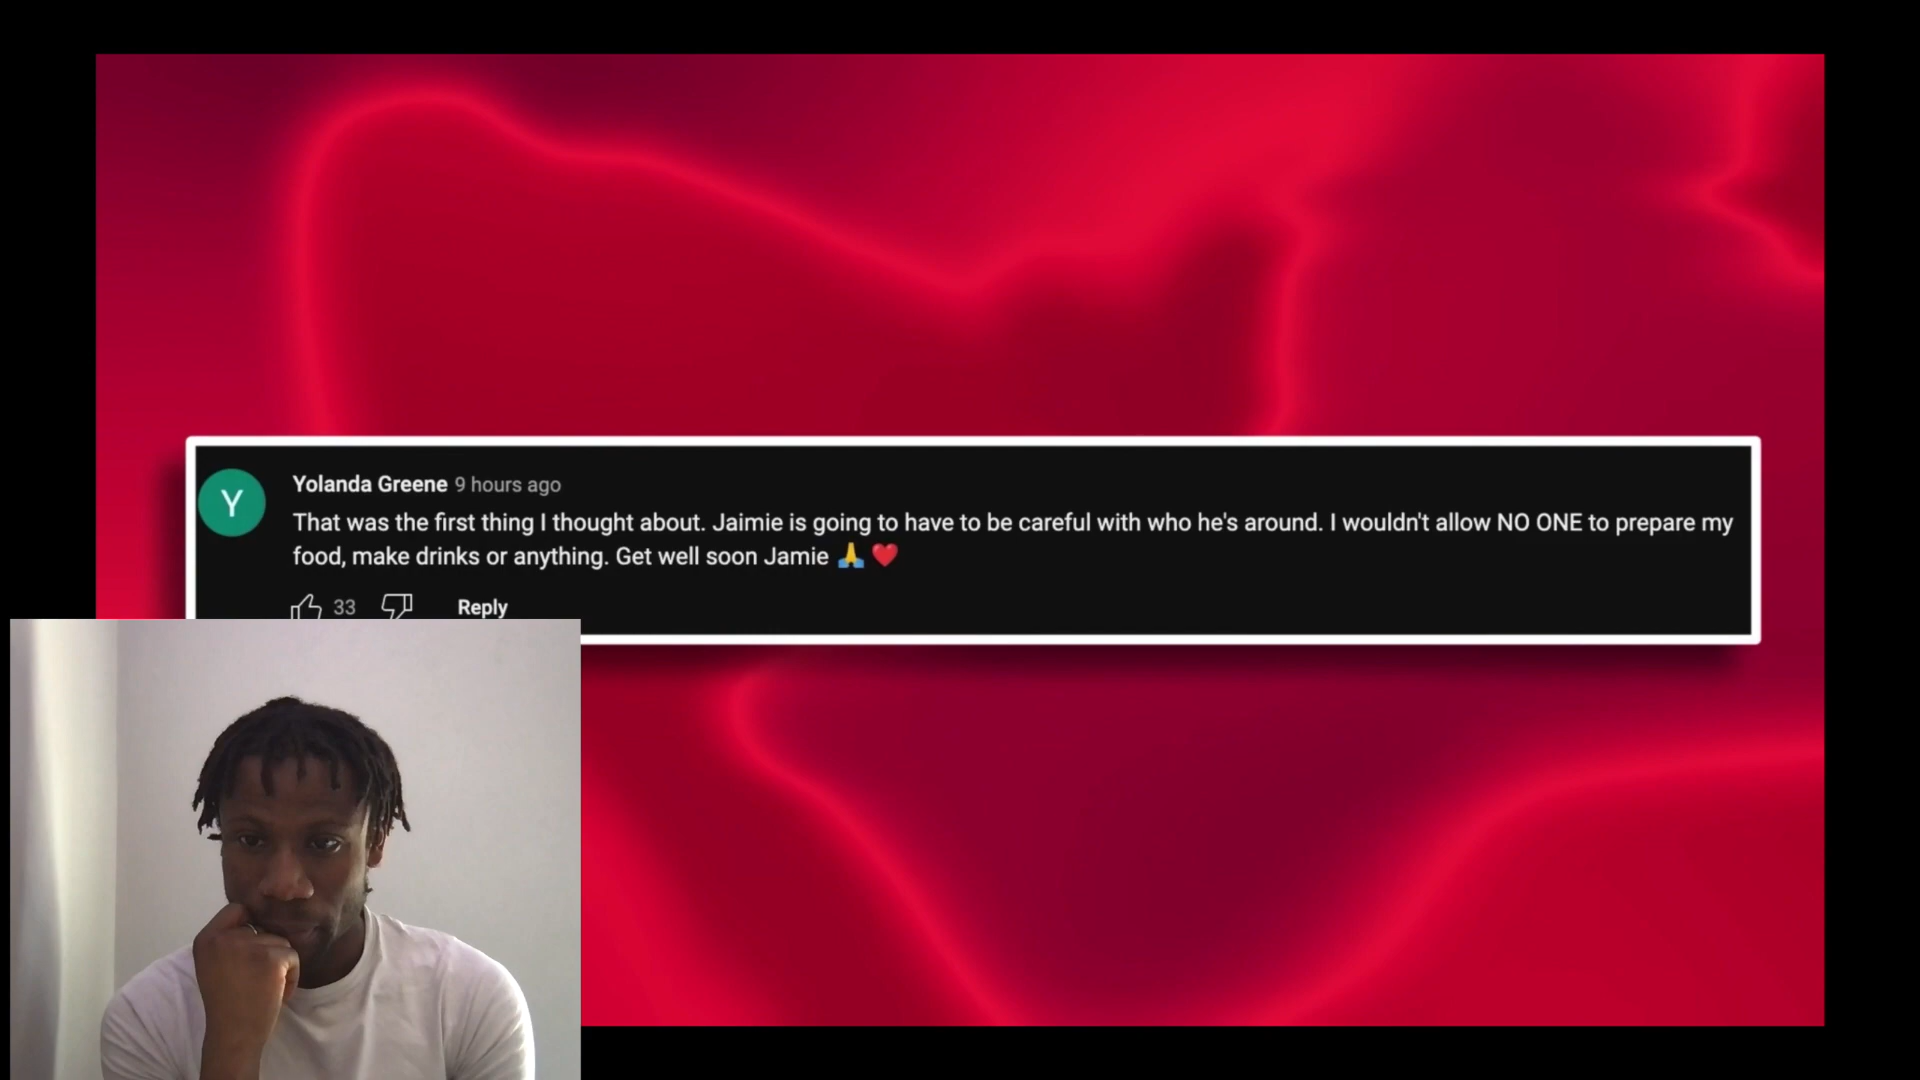 Y
Yolanda Greene 9 hours ago
That was the first thing I thought about. Jaimie is going to have to be careful with who he's around. I wouldn't allow NO ONE to prepare my
food, make drinks or anything. Get well soon Jamie 🙏 ❤️
33 Reply